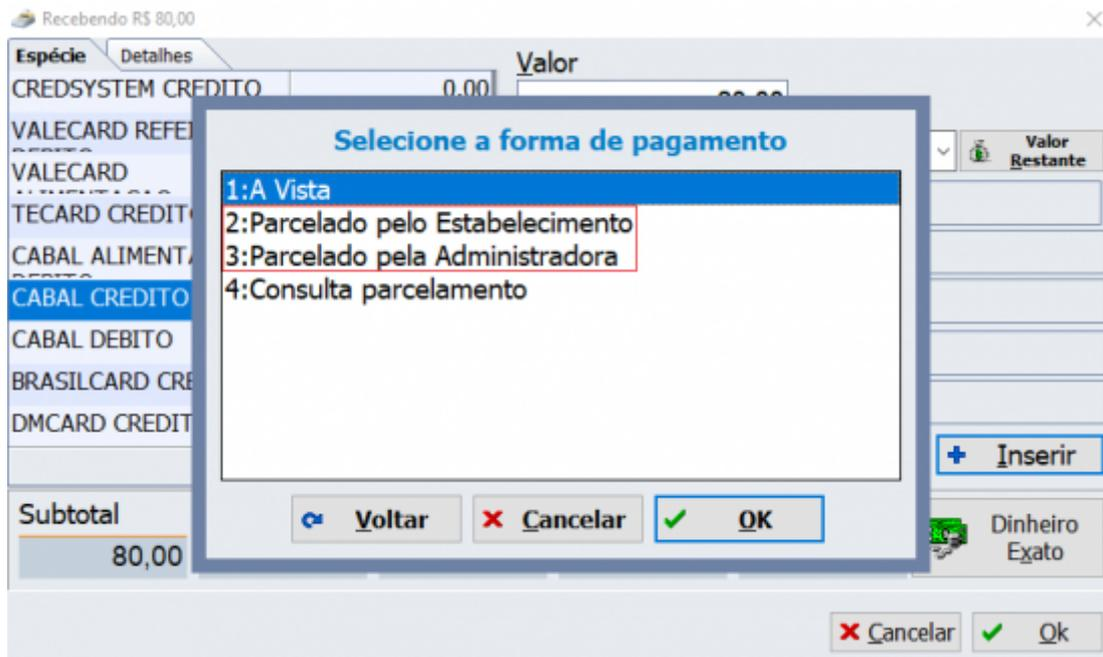 Recebendo R$ 80,00
Espécie Detalhes
Valor
CREDSYSTEM CREDITO 0,00
VALECARD REFEI
VALECARD
TECARD CREDIT
CABAL ALIMENT
CABAL CREDITO
CABAL DEBITO
BRASILCARD CRE
DMCARD CREDIT
Valor
Restante
Selecione a forma de pagamento
1:A Vista
2:Parcelado pelo Estabelecimento
3:Parcelado pela Administradora
4:Consulta parcelamento
Voltar Cancelar OK
Inserir
Subtotal
80,00
Dinheiro
Exato
Cancelar Ok